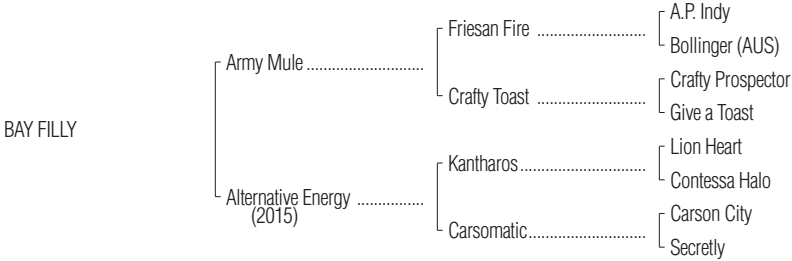 BAY FILLY
Army Mule
Alternative Energy
(2015)
Friesan Fire
Crafty Toast
Kantharos
Carsomatic
A.P. Indy
Bollinger (AUS)
Crafty Prospector
Give a Toast
Lion Heart
Contessa Halo
Carson City
Secretly